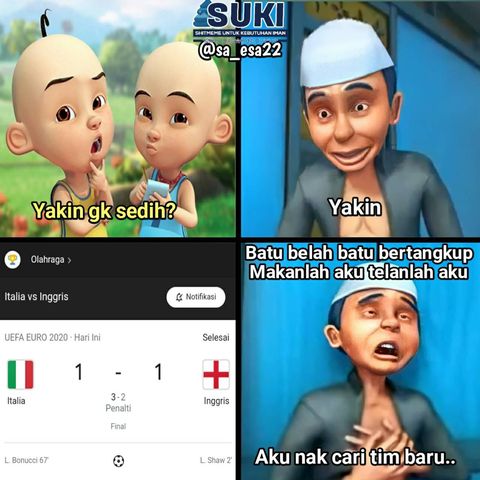 SUKI
SHITMEME UNTUK KEBUTUHAN IMAN
@sa_esa22
Yakin gk sedih?
Yakin
Olahraga >
Italia vs Inggris
Notifikasi
UEFA EURO 2020 · Hari Ini
Selesai
1 - 1
Italia
3 - 2
Penalti
Inggris
Final
L. Bonucci 67'
L. Shaw 2'
Batu belah batu bertangkup
Makanlah aku telanlah aku
Aku nak cari tim baru..